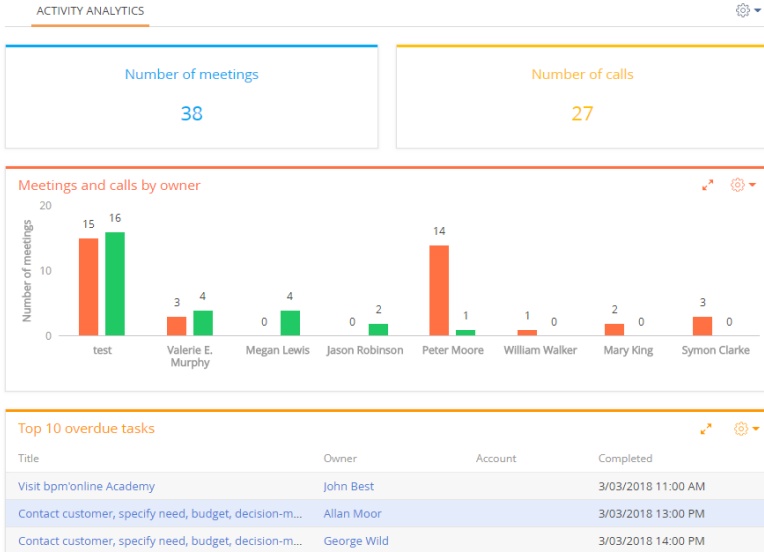 ACTIVITY ANALYTICS
Number of meetings
Number of calls
38
27
Meetings and calls by owner
Number of meetings
20
10
0
15 16
3 4
0 4
0 2
14 1
1 0
2 0
3 0
test
Valerie E.
Murphy
Megan Lewis
Jason Robinson
Peter Moore
William Walker
Mary King
Symon Clarke
Top 10 overdue tasks
Title Owner Account Completed
Visit bpm'online Academy John Best 3/03/2018 11:00 AM
Contact customer, specify need, budget, decision-m... Allan Moor 3/03/2018 13:00 PM
Contact customer, specify need, budget, decision-m... George Wild 3/03/2018 14:00 PM